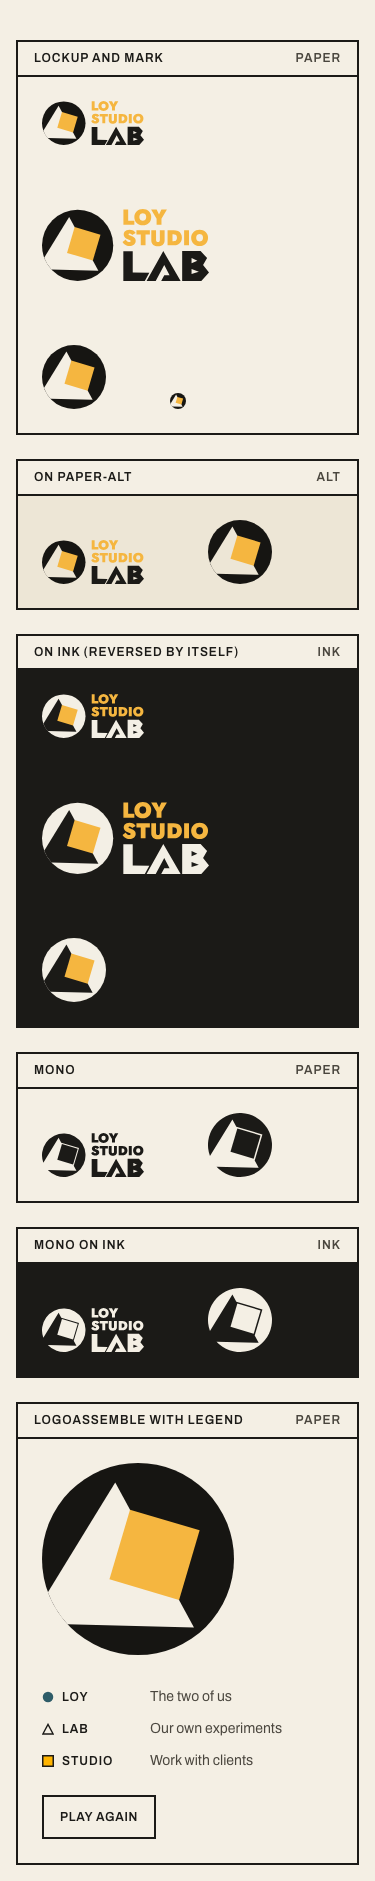 LOCKUP AND MARK PAPER
LOY
STUDIO
LAB
LOY
STUDIO
LAB
ON PAPER-ALT ALT
LOY
STUDIO
LAB
ON INK (REVERSED BY ITSELF) INK
LOY
STUDIO
LAB
LOY
STUDIO
LAB
MONO PAPER
LOY
STUDIO
LAB
MONO ON INK INK
LOY
STUDIO
LAB
LOGOASSEMBLE WITH LEGEND PAPER
LOY The two of us
LAB Our own experiments
STUDIO Work with clients
PLAY AGAIN